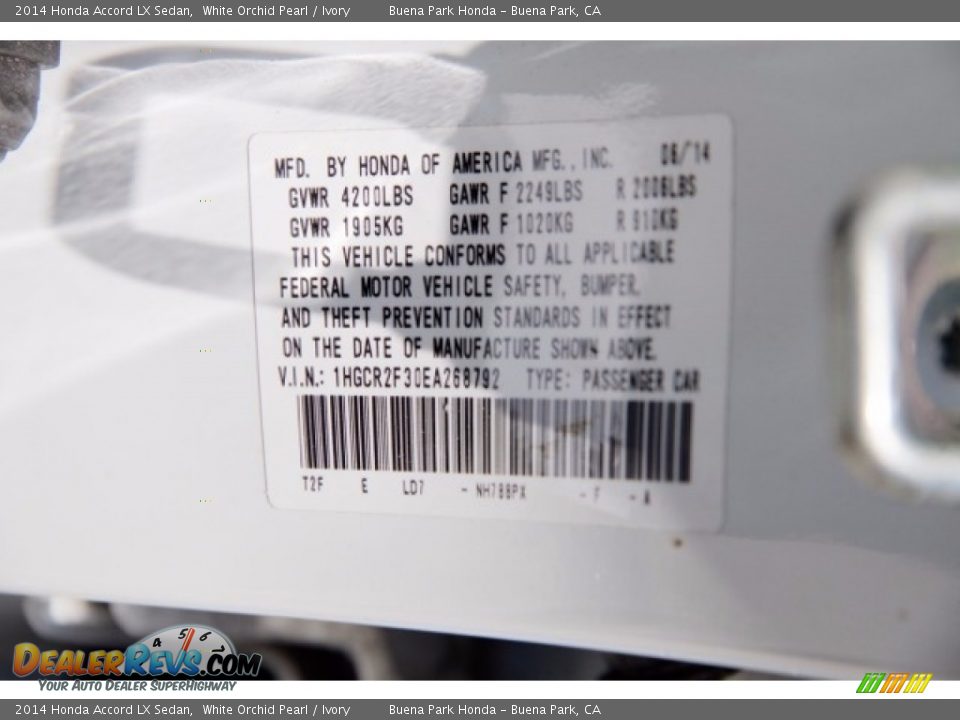 2014 Honda Accord LX Sedan,  White Orchid Pearl / Ivory  Buena Park Honda - Buena Park, CA
MFD. BY HONDA OF AMERICA MFG., INC.  06/14
GVWR 4200LBS  GAWR F 2249LBS  R 2006LBS
GVWR 1905KG  GAWR F 1020KG  R 910KG
THIS VEHICLE CONFORMS TO ALL APPLICABLE
FEDERAL MOTOR VEHICLE SAFETY, BUMPER,
AND THEFT PREVENTION STANDARDS IN EFFECT
ON THE DATE OF MANUFACTURE SHOWN ABOVE.
V.I.N.: 1HGCR2F30EA268792  TYPE: PASSENGER CAR
T2F  E  LD7  - NH788PX  - - A
4 5 6
DEALERREVS.COM
YOUR AUTO DEALER SUPERHIGHWAY
2014 Honda Accord LX Sedan,  White Orchid Pearl / Ivory  Buena Park Honda - Buena Park, CA